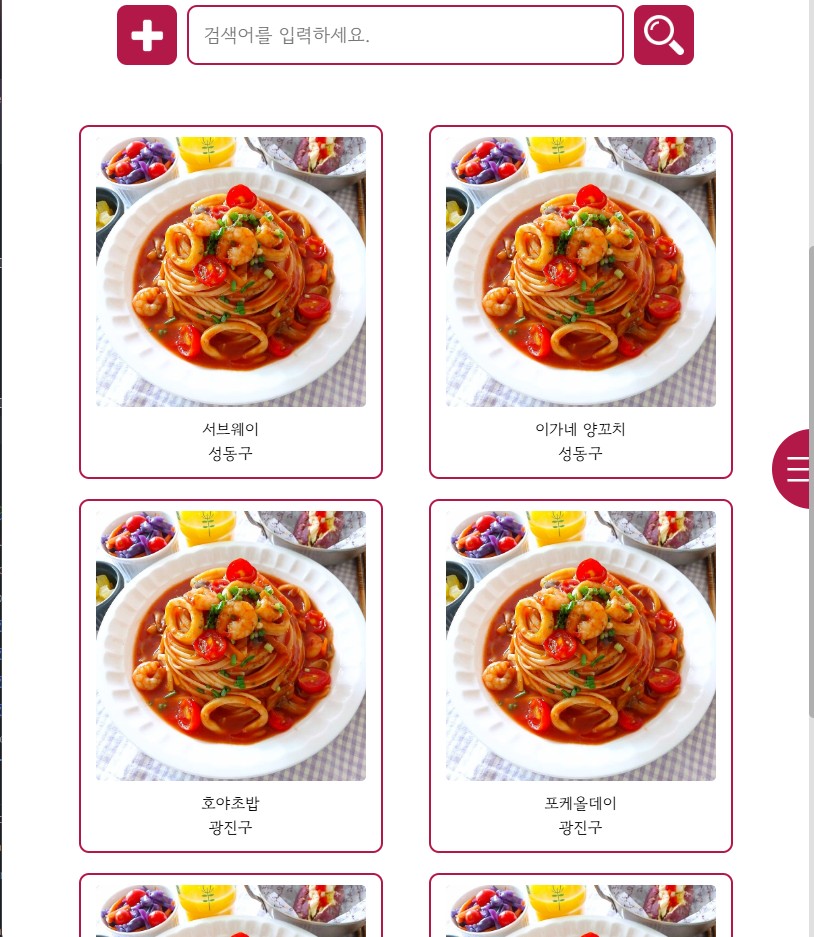 검색어를 입력하세요.
서브웨이
성동구
이가네 양꼬치
성동구
호야초밥
광진구
포케올데이
광진구